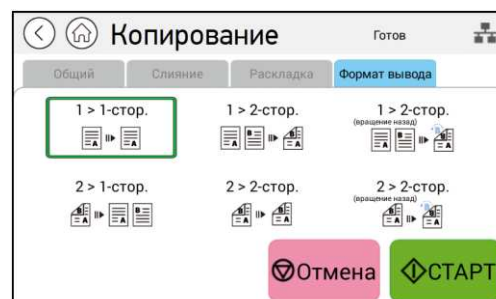 Копирование
Готов
Общий
Слияние
Раскладка
Формат вывода
1 > 1-стор.
1 > 2-стор.
1 > 2-стор.
(вращение назад)
A A
A B B A
A B B A
2 > 1-стор.
2 > 2-стор.
2 > 2-стор.
(вращение назад)
B A A B
B A B A
B A B A
Отмена
СТАРТ